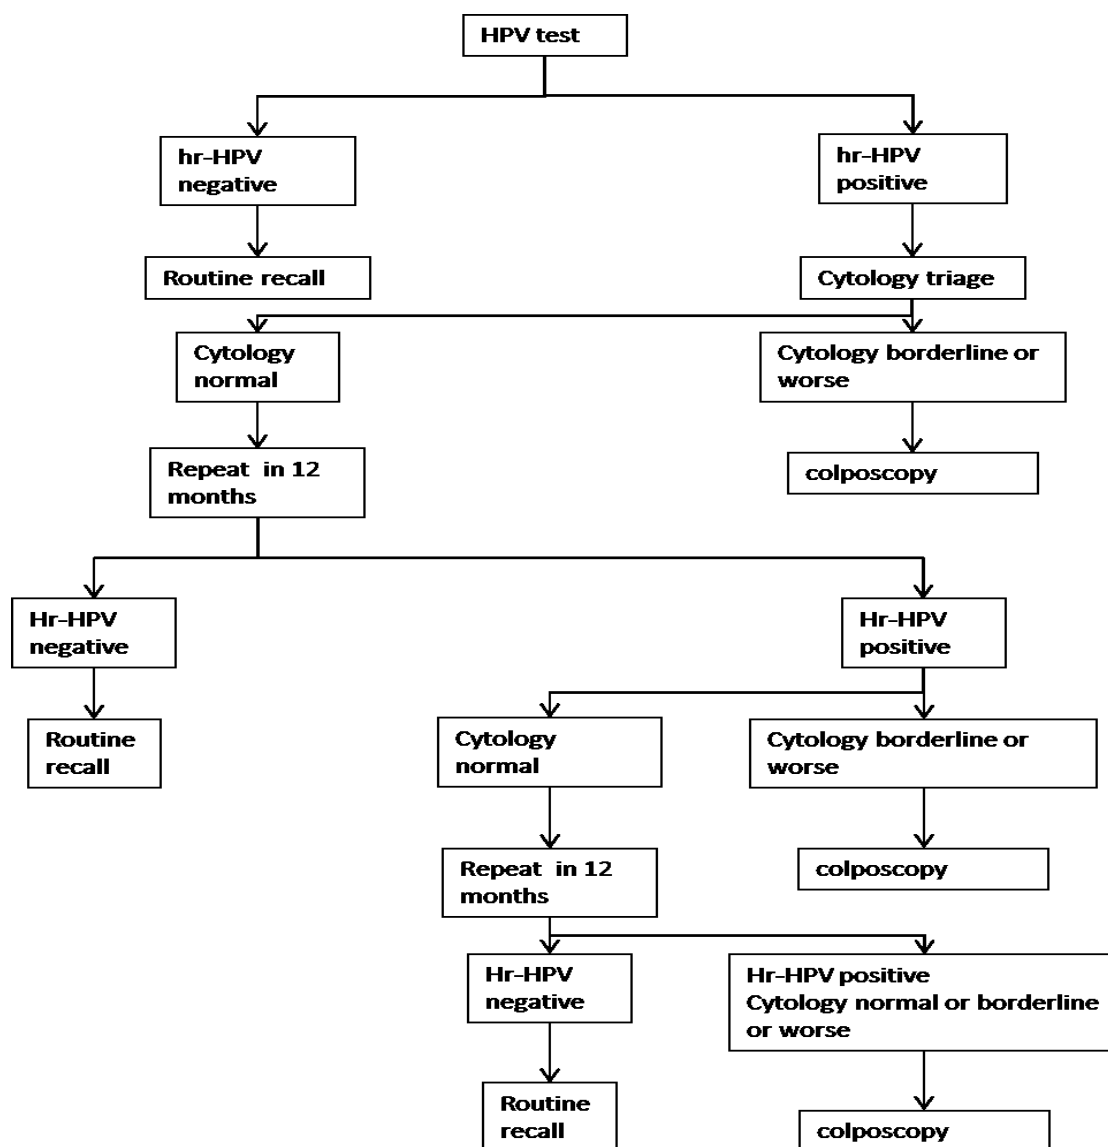 HPV test
hr-HPV
negative
hr-HPV
positive
Routine recall
Cytology triage
Cytology
normal
Cytology borderline or
worse
Repeat in 12
months
colposcopy
Hr-HPV
negative
Hr-HPV
positive
Routine
recall
Cytology
normal
Cytology borderline or
worse
Repeat in 12
months
colposcopy
Hr-HPV
negative
Hr-HPV positive
Cytology normal or borderline
or worse
Routine
recall
colposcopy